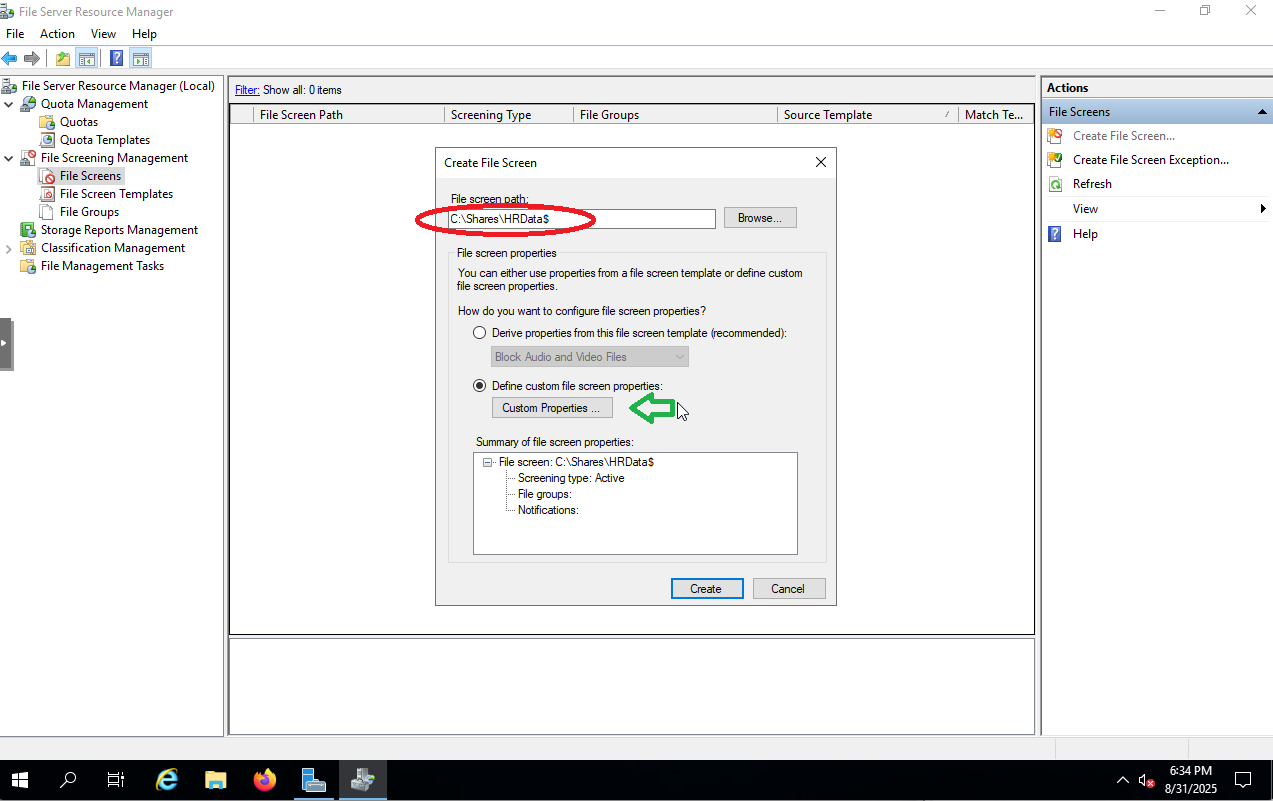 File Server Resource Manager
File Action View Help
File Server Resource Manager (Local)
Quota Management
Quotas
Quota Templates
File Screening Management
File Screens
File Screen Templates
File Groups
Storage Reports Management
Classification Management
File Management Tasks
Filter: Show all: 0 items
File Screen Path Screening Type File Groups Source Template Match Te...
Create File Screen
File screen path:
C:\Shares\HRData$
Browse...
File screen properties
You can either use properties from a file screen template or define custom
file screen properties.
How do you want to configure file screen properties?
Derive properties from this file screen template (recommended):
Block Audio and Video Files
Define custom file screen properties:
Custom Properties ...
Summary of file screen properties:
File screen: C:\Shares\HRData$
Screening type: Active
File groups:
Notifications:
Create Cancel
Actions
File Screens
Create File Screen...
Create File Screen Exception...
Refresh
View
Help
6:34 PM
8/31/2025